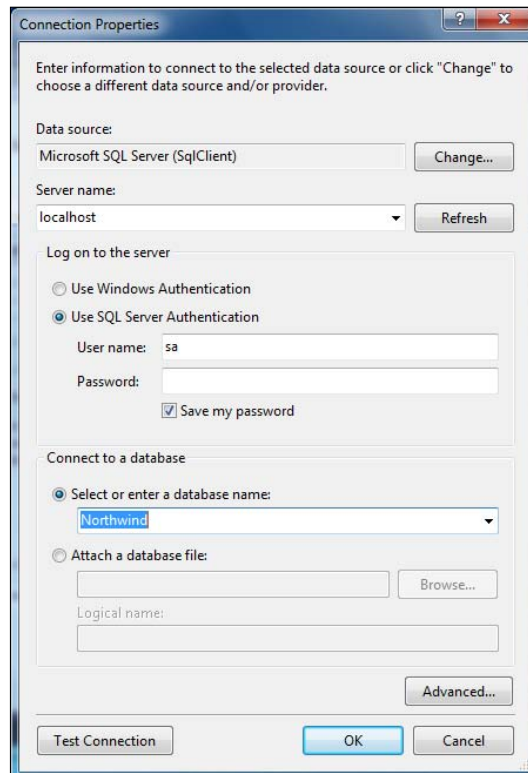 Connection Properties
?
X
Enter information to connect to the selected data source or click "Change" to
choose a different data source and/or provider.
Data source:
Microsoft SQL Server (SqlClient)
Change...
Server name:
localhost
Refresh
Log on to the server
Use Windows Authentication
Use SQL Server Authentication
User name:
sa
Password:
Save my password
Connect to a database
Select or enter a database name:
Northwind
Attach a database file:
Browse...
Logical name:
Advanced...
Test Connection
OK
Cancel